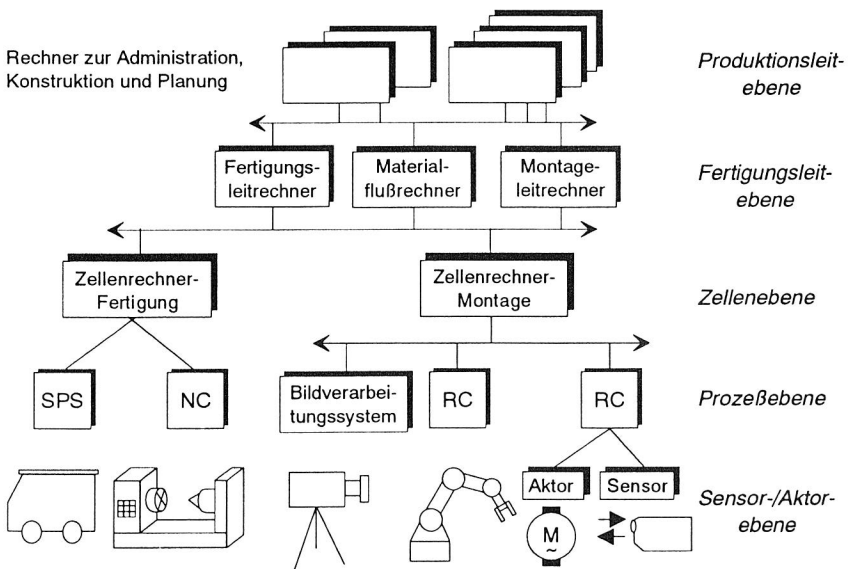 Rechner zur Administration,
Konstruktion und Planung
Produktionsleit-
ebene
Fertigungs-
leitrechner
Material-
flußrechner
Montage-
leitrechner
Fertigungsleit-
ebene
Zellenrechner-
Fertigung
Zellenrechner-
Montage
Zellenebene
SPS
NC
Bildverarbei-
tungssystem
RC
RC
Prozeßebene
Aktor
Sensor
Sensor-/Aktor-
ebene
M
~